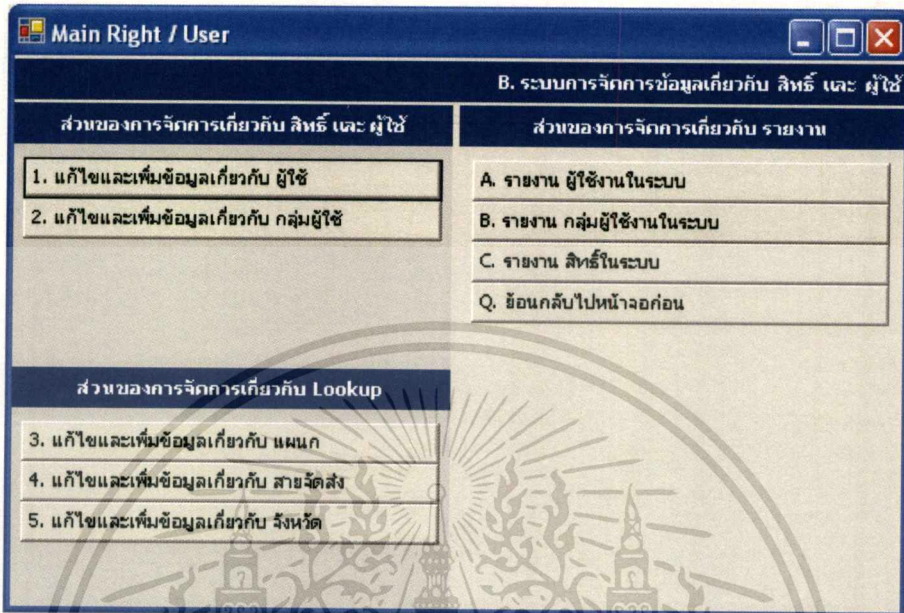 Main Right / User
B. ระบบการจัดการข้อมูลเกี่ยวกับ สิทธิ์ และ ผู้ใช้
ส่วนของการจัดการเกี่ยวกับ สิทธิ์ และ ผู้ใช้
1. แก้ไขและเพิ่มข้อมูลเกี่ยวกับ ผู้ใช้
2. แก้ไขและเพิ่มข้อมูลเกี่ยวกับ กลุ่มผู้ใช้
ส่วนของการจัดการเกี่ยวกับ Lookup
3. แก้ไขและเพิ่มข้อมูลเกี่ยวกับ แผนก
4. แก้ไขและเพิ่มข้อมูลเกี่ยวกับ สายจัดส่ง
5. แก้ไขและเพิ่มข้อมูลเกี่ยวกับ จังหวัด
ส่วนของการจัดการเกี่ยวกับ รายงาน
A. รายงาน ผู้ใช้งานในระบบ
B. รายงาน กลุ่มผู้ใช้งานในระบบ
C. รายงาน สิทธิ์ในระบบ
Q. ย้อนกลับไปหน้าจอก่อน